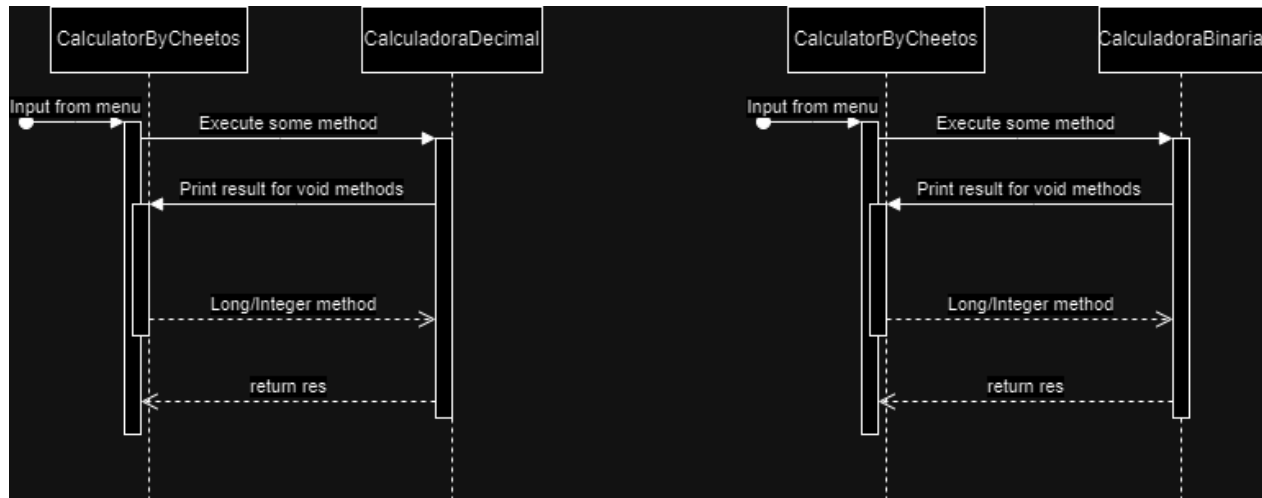 CalculatorByCheetos
CalculadoraDecimal
Input from menu
Execute some method
Print result for void methods
Long/Integer method
return res
CalculatorByCheetos
CalculadoraBinaria
Input from menu
Execute some method
Print result for void methods
Long/Integer method
return res